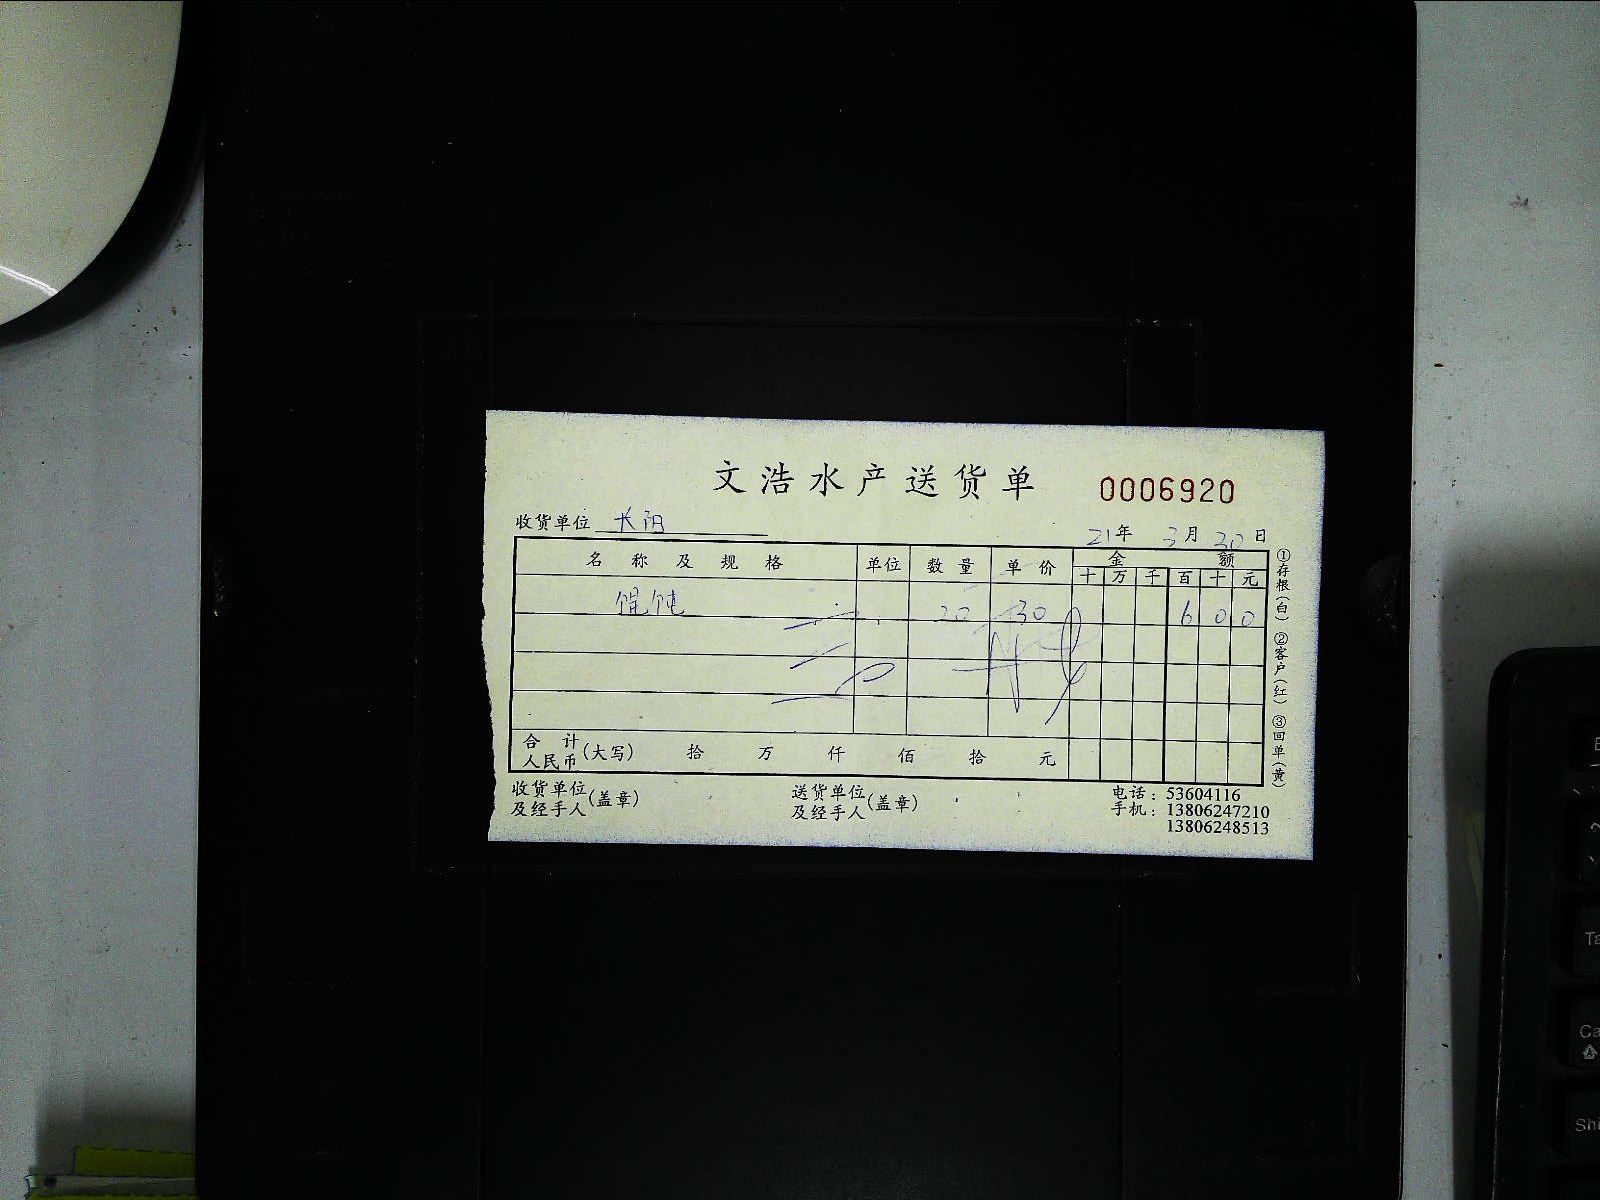 文浩水产送货单 0006920
收货单位 长阳 21年 3月 30日
名称及规格 单位 数量 单价 金额
十 万 千 百 十 元
馄饨 20 30 6 0 0
合计人民币(大写) 拾 万 仟 佰 拾 元
收货单位及经手人(盖章) 送货单位及经手人(盖章) 电话：53604116
手机：13806247210
13806248513
①存根(白) ②客户(红) ③回单(黄)